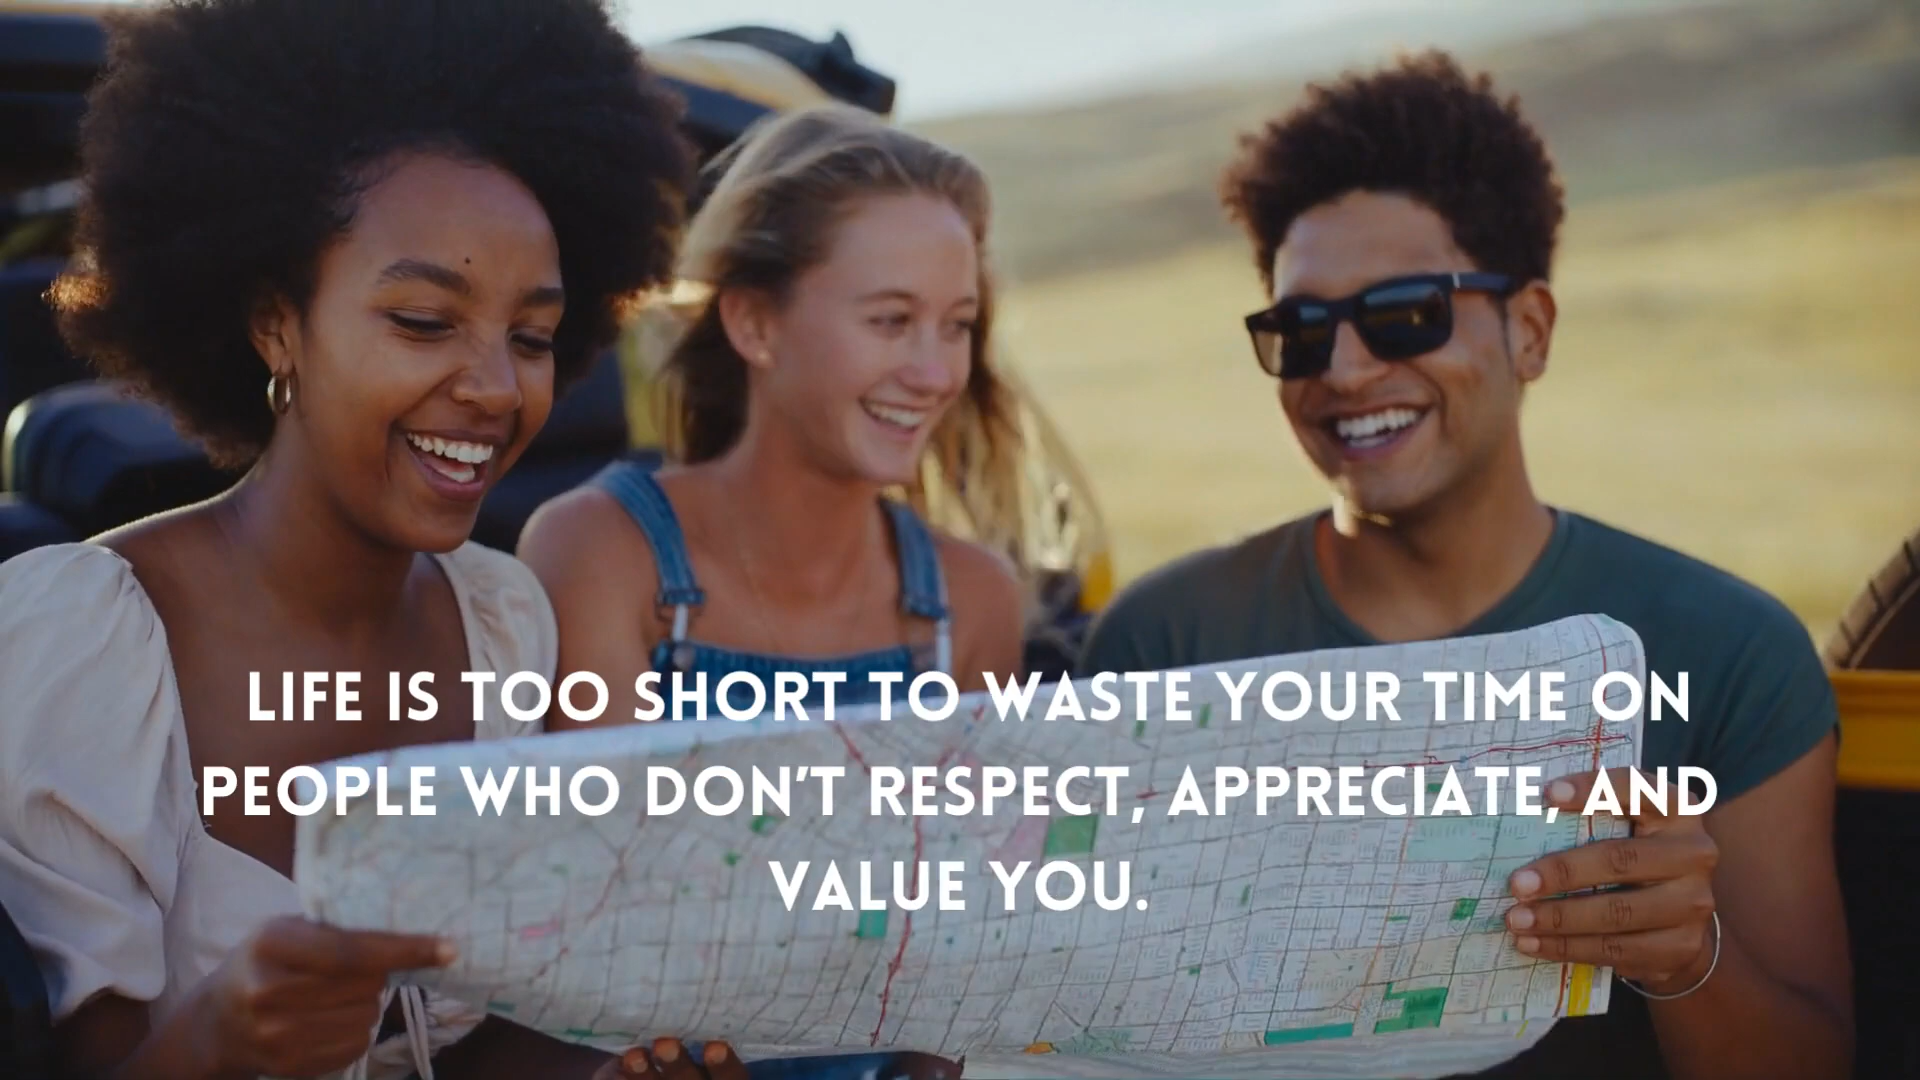 LIFE IS TOO SHORT TO WASTE YOUR TIME ON
PEOPLE WHO DON'T RESPECT, APPRECIATE, AND
VALUE YOU.